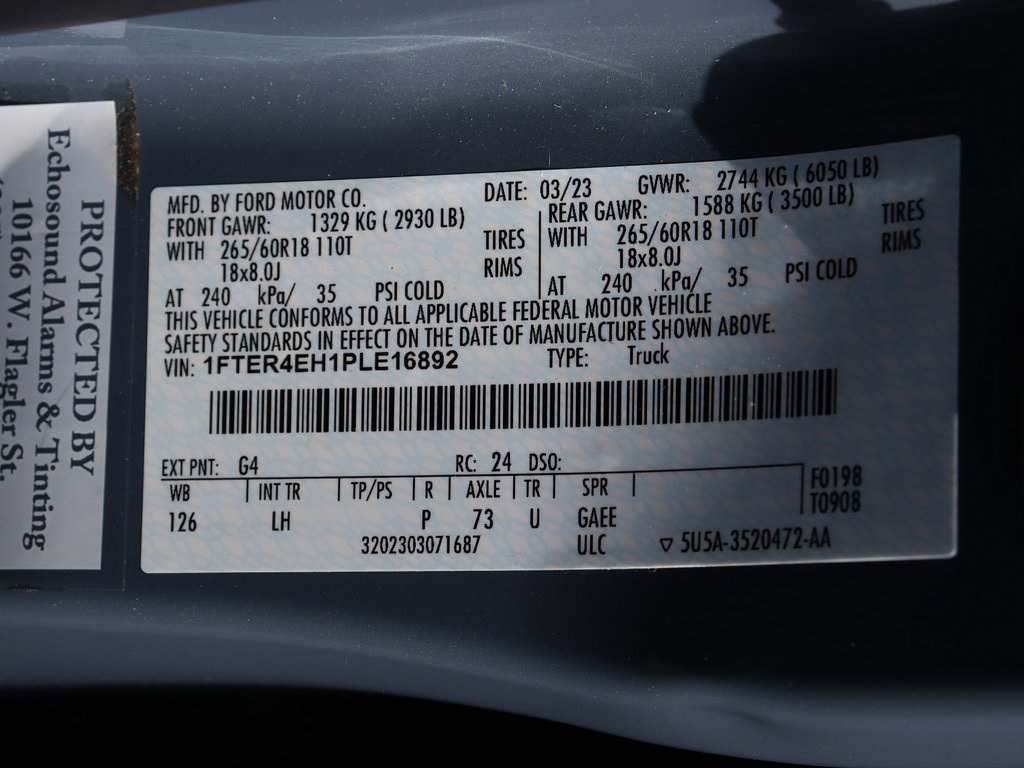 PROTECTED BY
Echosound Alarms & Tinting
10166 W. Flagler St.
MFD. BY FORD MOTOR CO. DATE: 03/23 GVWR: 2744 KG ( 6050 LB)
FRONT GAWR: 1329 KG ( 2930 LB) REAR GAWR: 1588 KG ( 3500 LB)
WITH 265/60R18 110T TIRES WITH 265/60R18 110T TIRES
18x8.0J RIMS 18x8.0J RIMS
AT 240 kPa/ 35 PSI COLD AT 240 kPa/ 35 PSI COLD
THIS VEHICLE CONFORMS TO ALL APPLICABLE FEDERAL MOTOR VEHICLE
SAFETY STANDARDS IN EFFECT ON THE DATE OF MANUFACTURE SHOWN ABOVE.
VIN: 1FTER4EH1PLE16892 TYPE: Truck
EXT PNT: G4 RC: 24 DSO:
WB INT TR TP/PS R AXLE TR SPR F0198
T0908
126 LH P 73 U GAEE
3202303071687 ULC ▽ 5U5A-3520472-AA